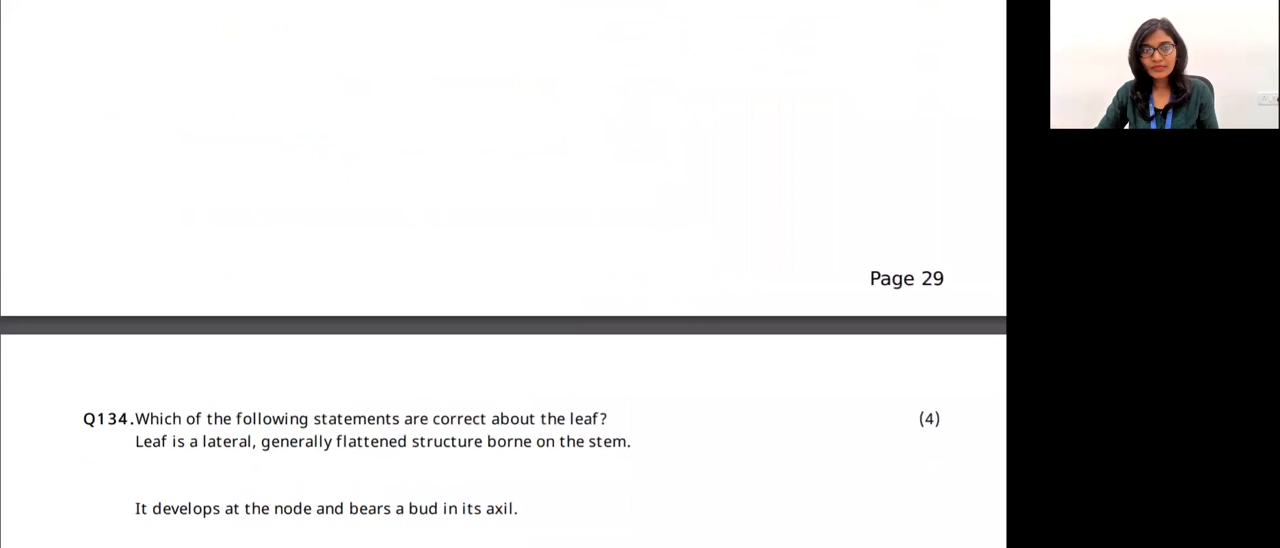 Page 29
Q134.Which of the following statements are correct about the leaf? (4)
Leaf is a lateral, generally flattened structure borne on the stem.
It develops at the node and bears a bud in its axil.